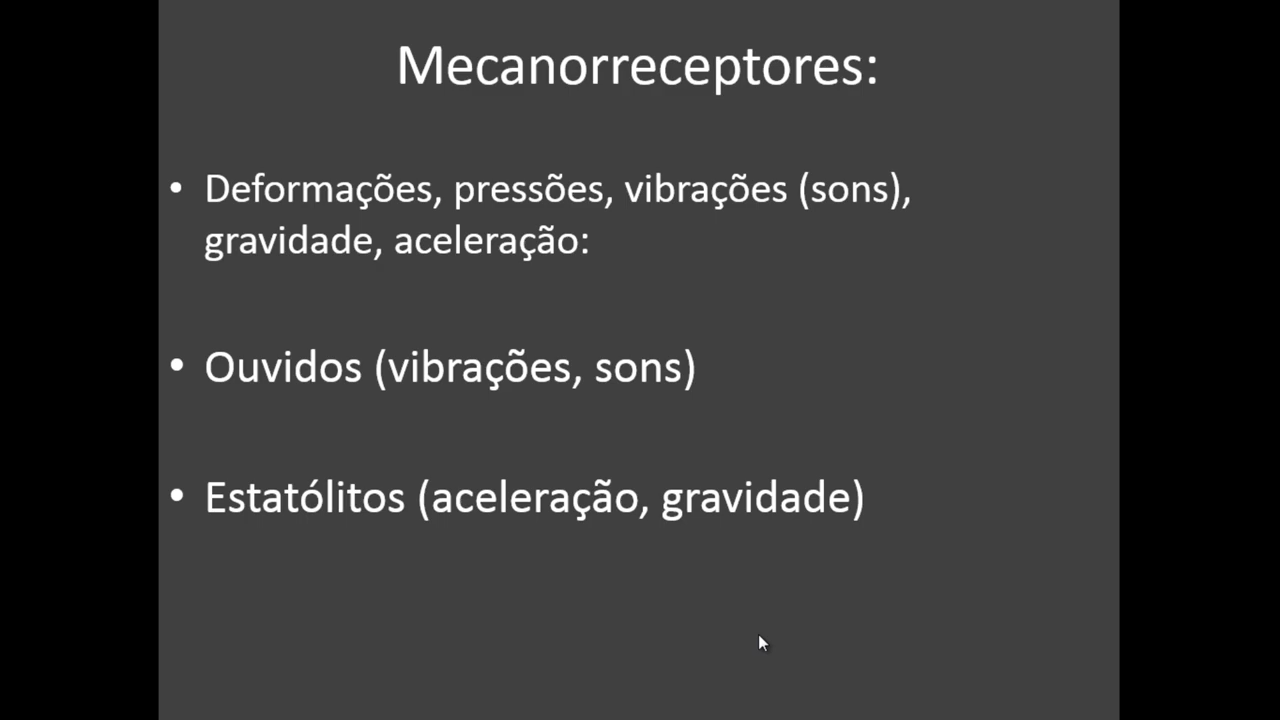 Mecanorreceptores:
• Deformações, pressões, vibrações (sons),
gravidade, aceleração:
• Ouvidos (vibrações, sons)
• Estatólitos (aceleração, gravidade)